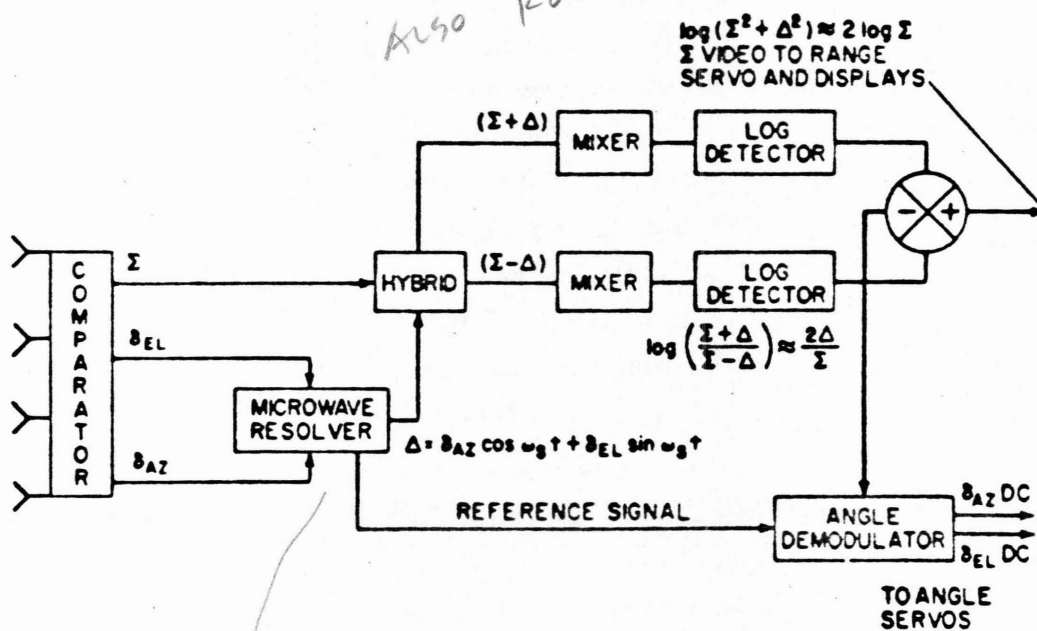 ALSO
log (Σ² + Δ²) ≈ 2 log Σ
Σ VIDEO TO RANGE
SERVO AND DISPLAYS
(Σ+Δ)
MIXER
LOG
DETECTOR
− +
COMPARATOR
Σ
HYBRID
(Σ−Δ)
MIXER
LOG
DETECTOR
log (Σ+Δ / Σ−Δ) ≈ 2Δ / Σ
δEL
MICROWAVE
RESOLVER
Δ = δAZ cos ωs t + δEL sin ωs t
δAZ
REFERENCE SIGNAL
ANGLE
DEMODULATOR
δAZ DC
δEL DC
TO ANGLE
SERVOS